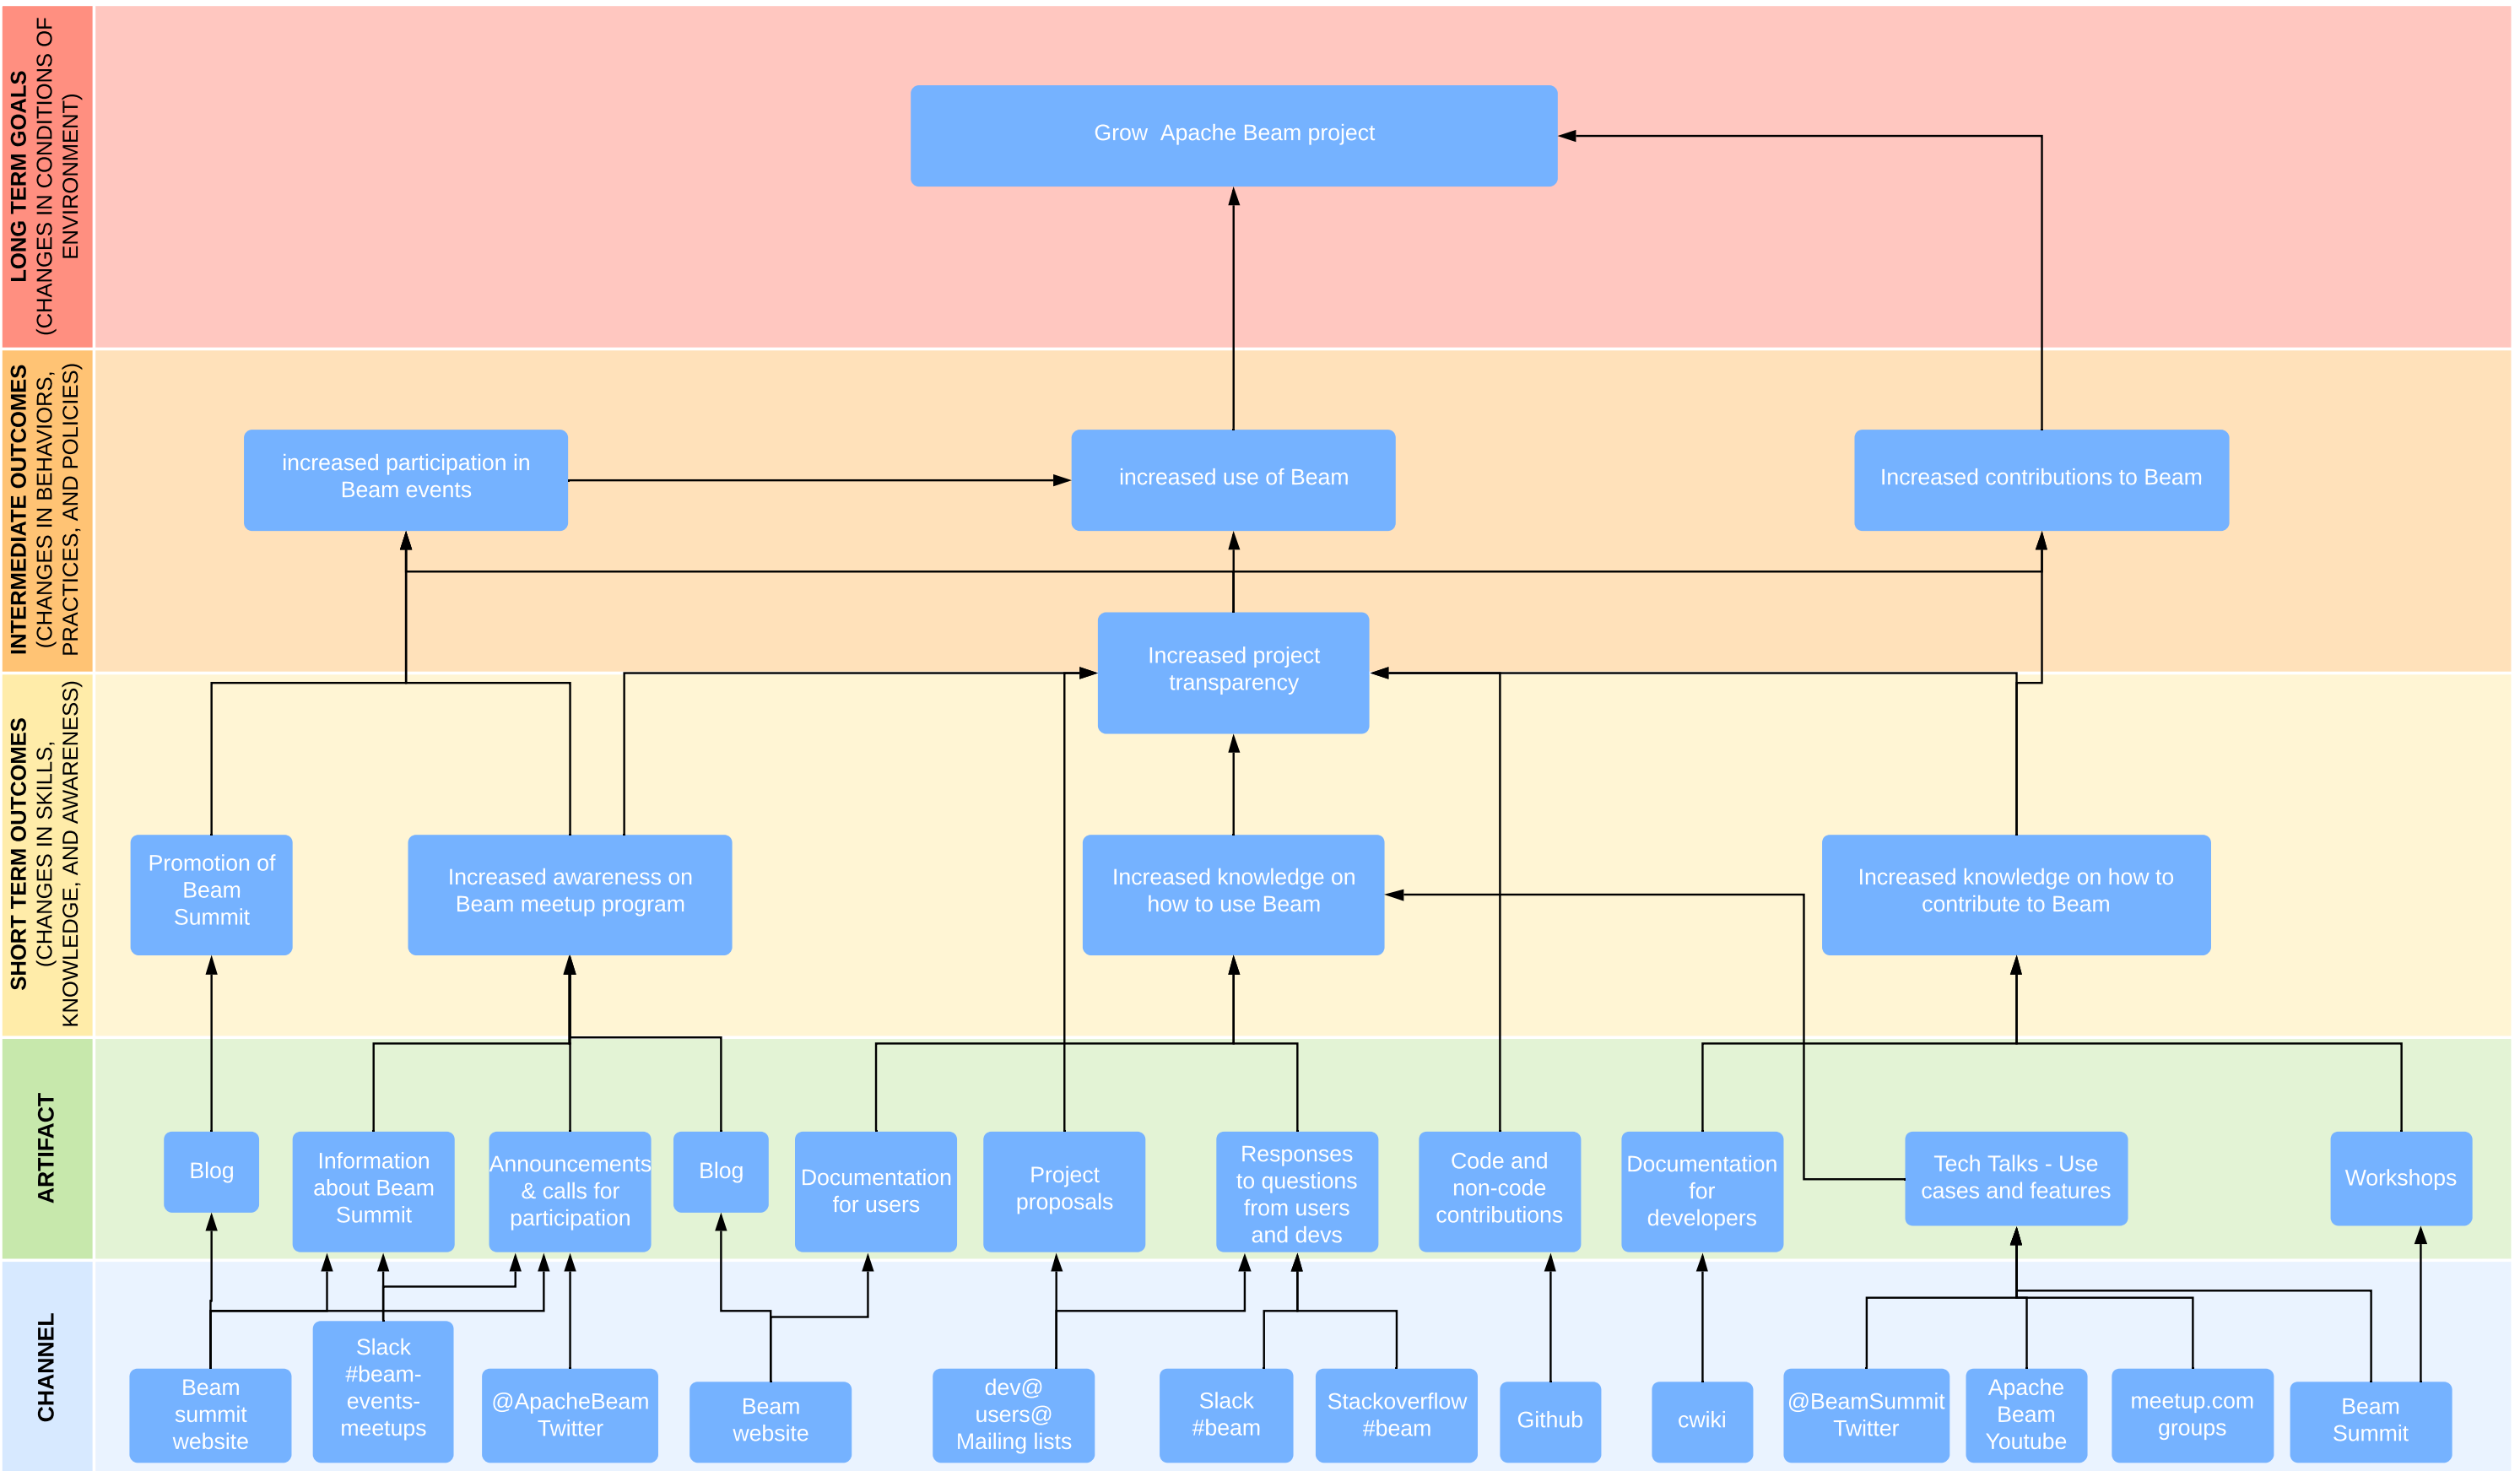 LONG TERM GOALS
(CHANGES IN CONDITIONS OF
ENVIRONMENT)
Grow  Apache Beam project
INTERMEDIATE OUTCOMES
(CHANGES IN BEHAVIORS,
PRACTICES, AND POLICIES)
increased participation in
Beam events
increased use of Beam
Increased contributions to Beam
Increased project
transparency
SHORT TERM OUTCOMES
(CHANGES IN SKILLS,
KNOWLEDGE, AND AWARENESS)
Promotion of
Beam
Summit
Increased awareness on
Beam meetup program
Increased knowledge on
how to use Beam
Increased knowledge on how to
contribute to Beam
ARTIFACT
Blog
Information
about Beam
Summit
Announcements
& calls for
participation
Blog
Documentation
for users
Project
proposals
Responses
to questions
from users
and devs
Code and
non-code
contributions
Documentation
for
developers
Tech Talks - Use
cases and features
Workshops
CHANNEL
Beam
summit
website
Slack
#beam-
events-
meetups
@ApacheBeam
Twitter
Beam
website
dev@
users@
Mailing lists
Slack
#beam
Stackoverflow
#beam
Github
cwiki
@BeamSummit
Twitter
Apache
Beam
Youtube
meetup.com
groups
Beam
Summit